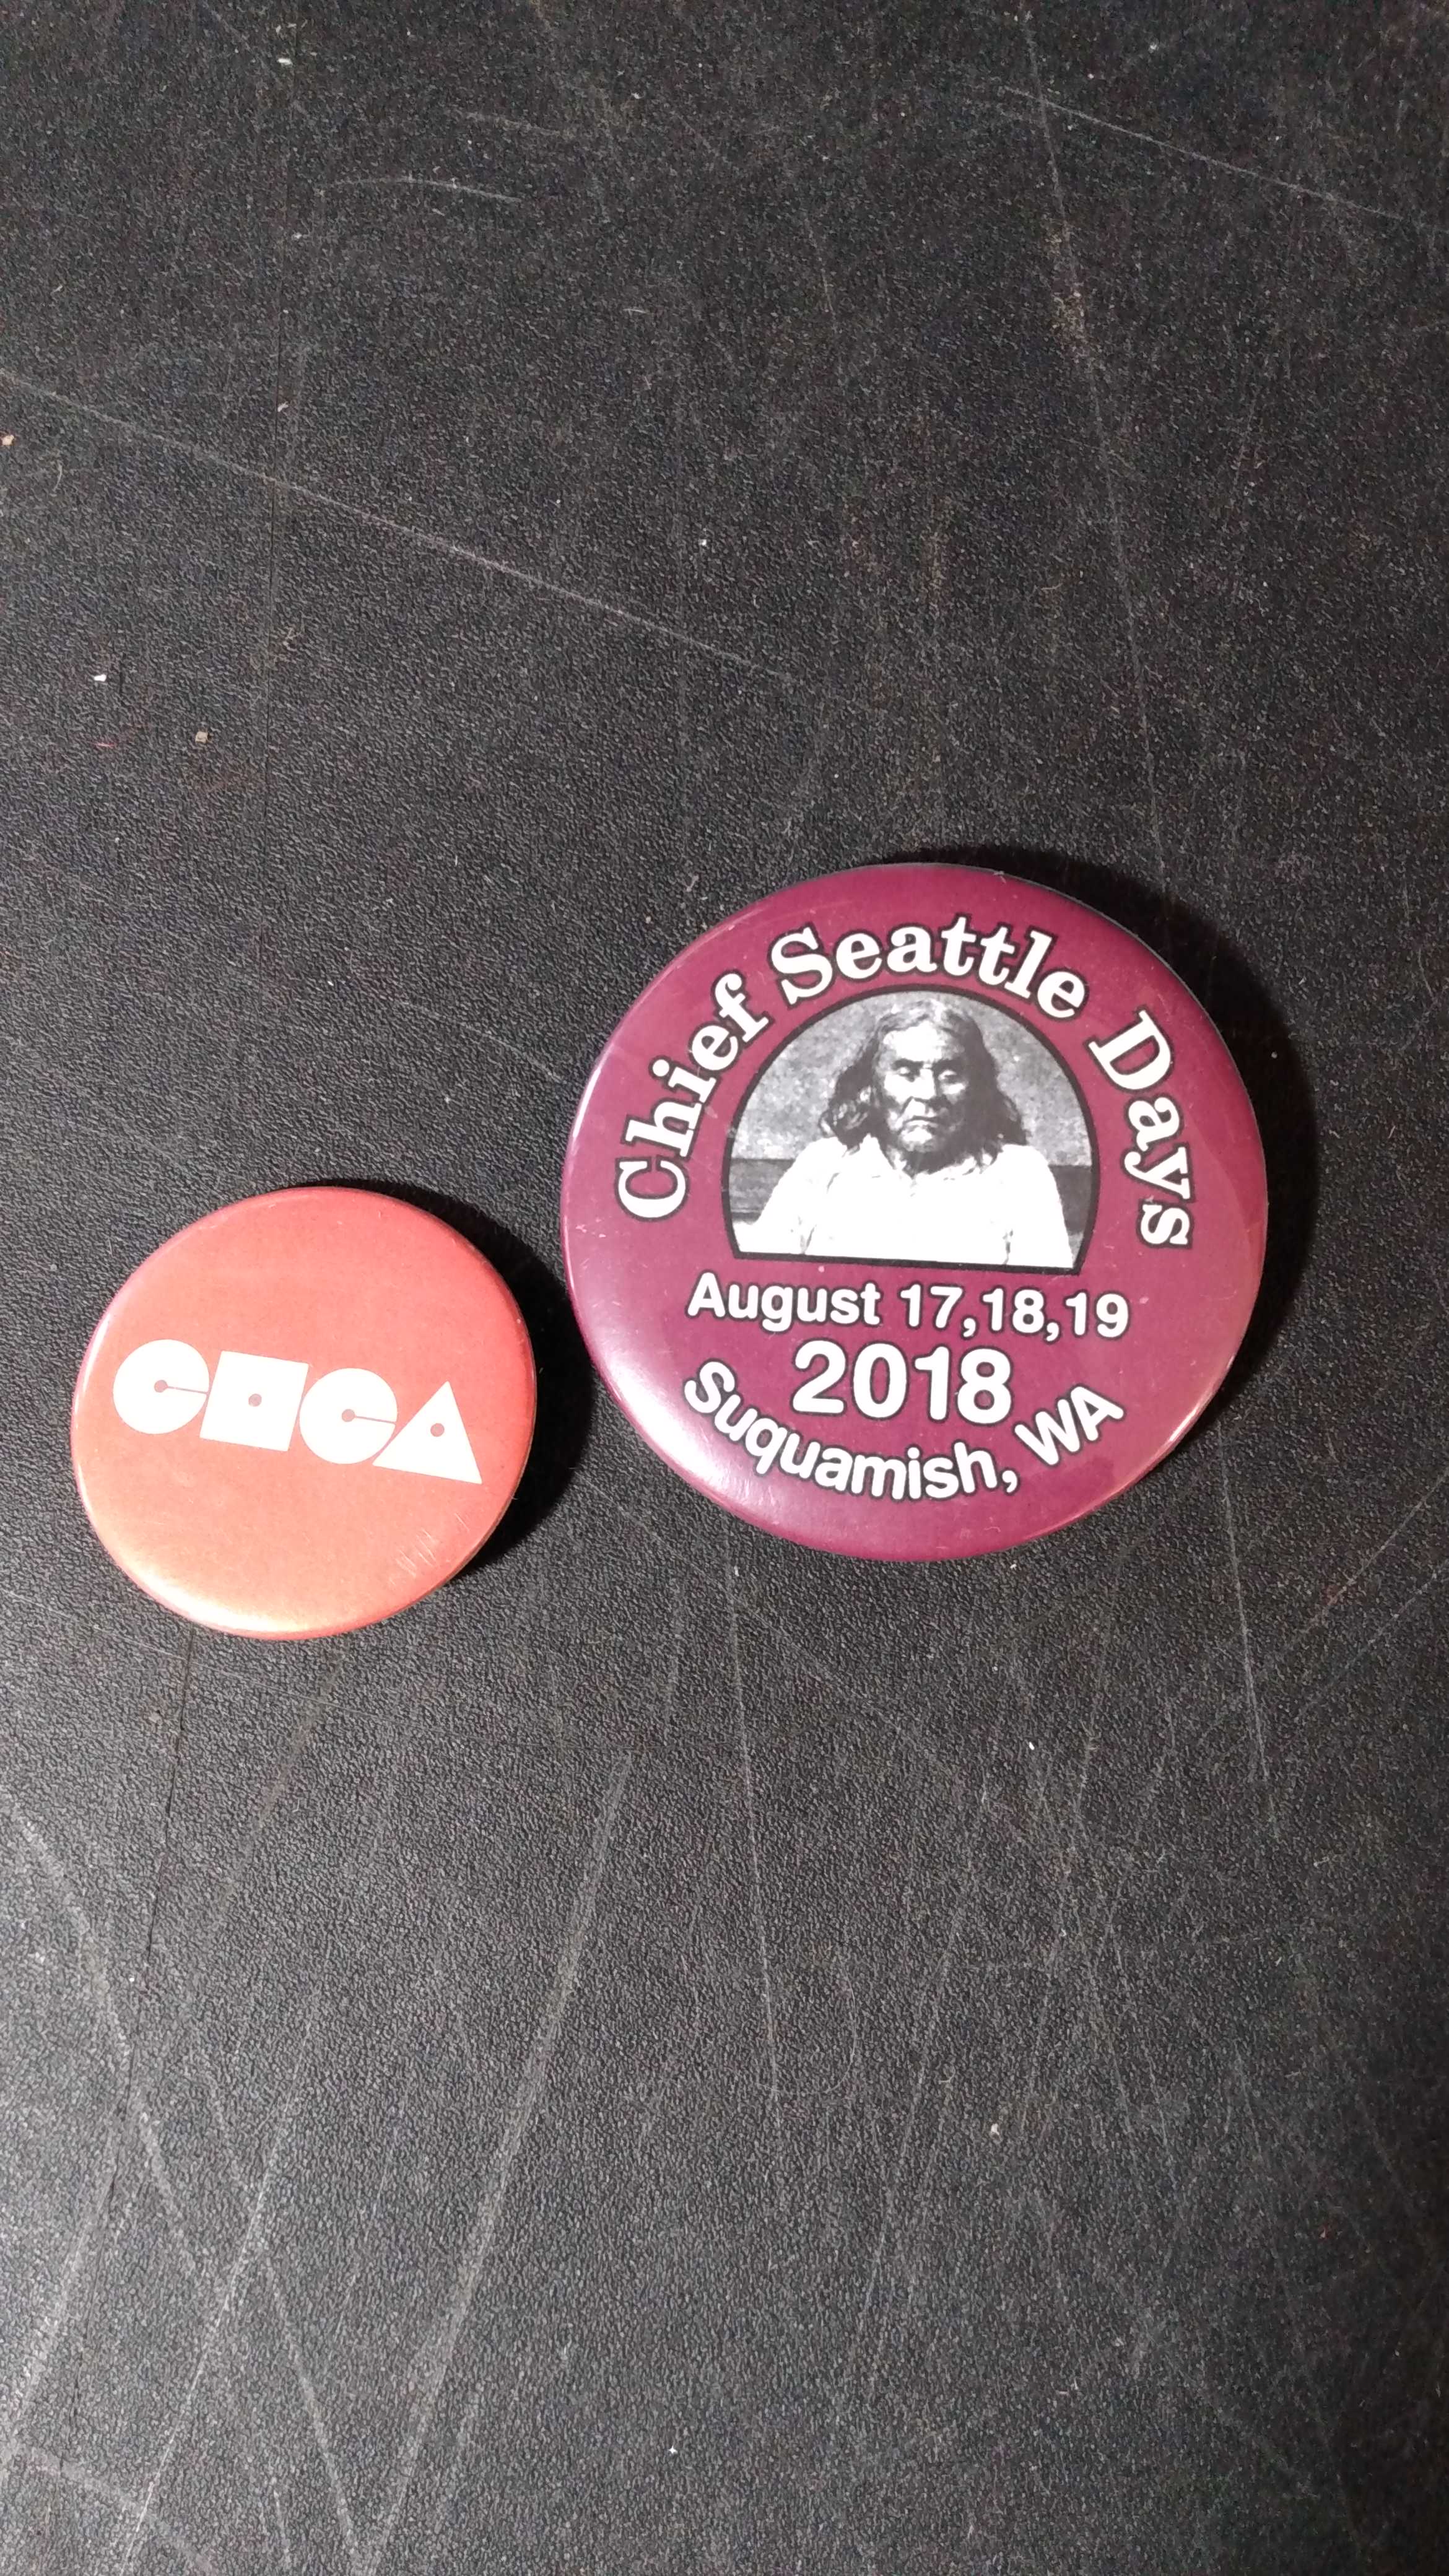 Chief Seattle Days
August 17,18,19
2018
Suquamish, WA
COCA